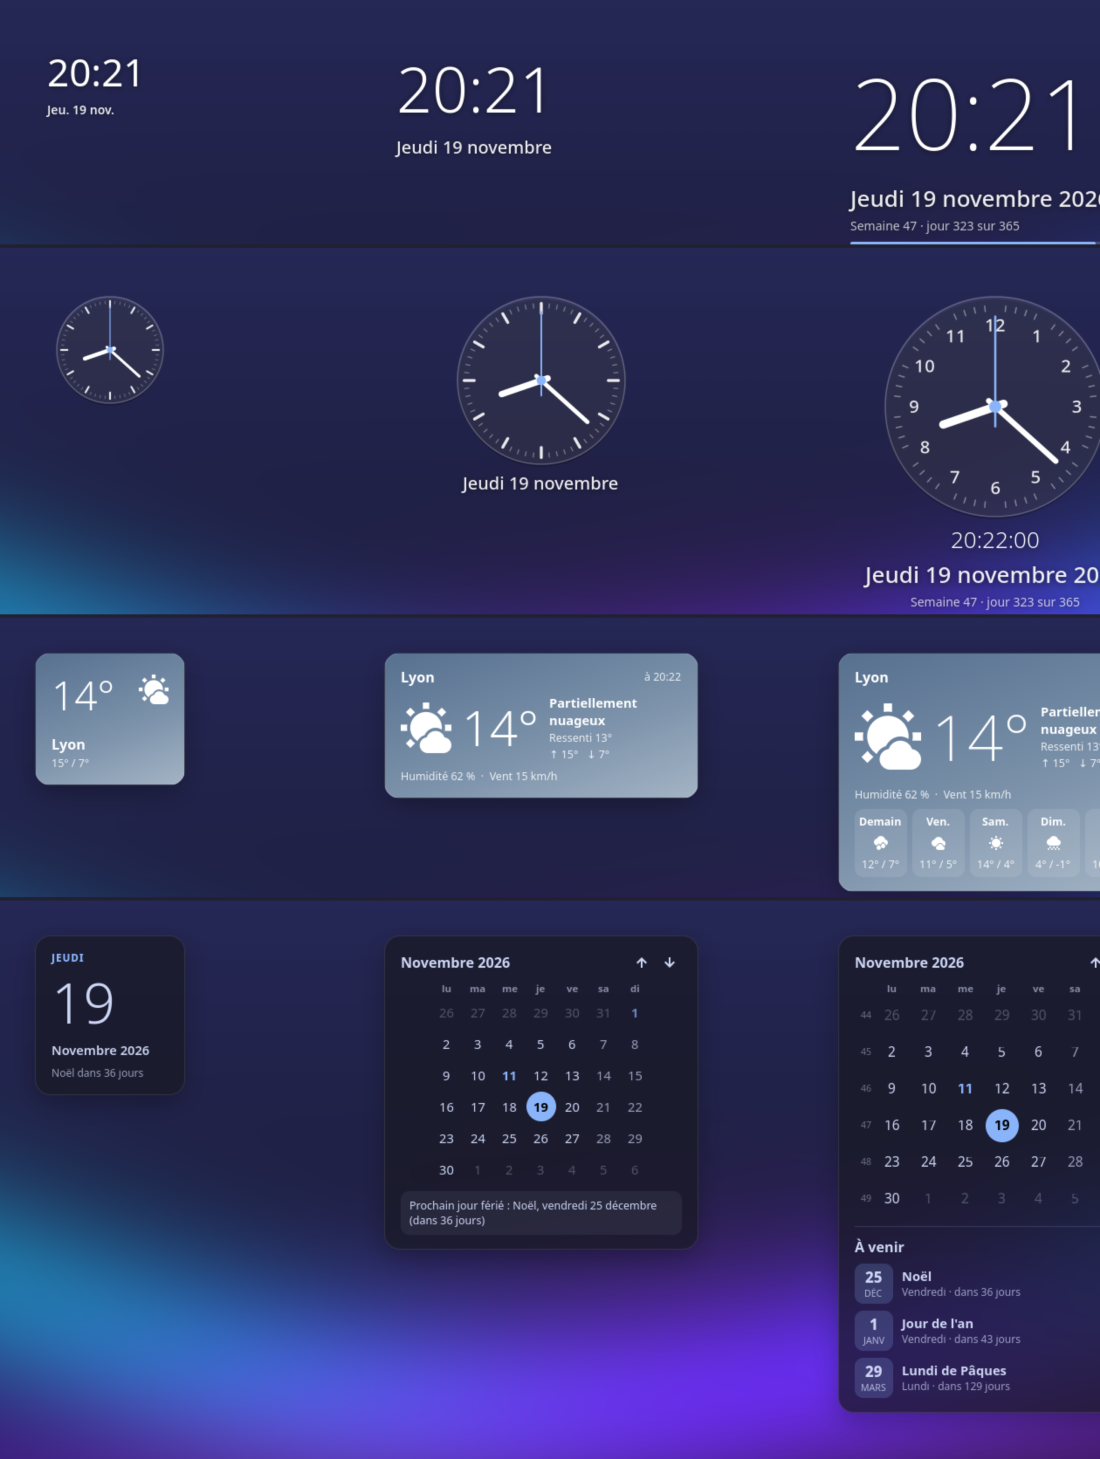 20:21
Jeu. 19 nov.
20:21
Jeudi 19 novembre
20:21
Jeudi 19 novembre 202
Semaine 47 · jour 323 sur 365
Jeudi 19 novembre
12
1
2
3
4
5
6
7
8
9
10
11
20:22:00
Jeudi 19 novembre 20
Semaine 47 · jour 323 sur 365
14°
Lyon
15° / 7°
Lyon
à 20:22
14°
Partiellement
nuageux
Ressenti 13°
↑ 15° ↓ 7°
Humidité 62 % · Vent 15 km/h
Lyon
14°
nuageux
Ressenti 13
↑ 15° ↓ 7°
Humidité 62 % · Vent 15 km/h
Demain Ven. Sam. Dim.
12° / 7° 11° / 5° 14° / 4° 4° / -1°
JEUDI
19
Novembre 2026
Noël dans 36 jours
Novembre 2026 ↑ ↓
lu ma me je ve sa di
26 27 28 29 30 31 1
2 3 4 5 6 7 8
9 10 11 12 13 14 15
16 17 18 19 20 21 22
23 24 25 26 27 28 29
30 1 2 3 4 5 6
Prochain jour férié : Noël, vendredi 25 décembre
(dans 36 jours)
Novembre 2026 ↑
lu ma me je ve sa
44 26 27 28 29 30 31
45 2 3 4 5 6 7
46 9 10 11 12 13 14
47 16 17 18 19 20 21
48 23 24 25 26 27 28
49 30 1 2 3 4 5
À venir
25
DÉC
Noël
Vendredi · dans 36 jours
1
JANV
Jour de l'an
Vendredi · dans 43 jours
29
MARS
Lundi de Pâques
Lundi · dans 129 jours